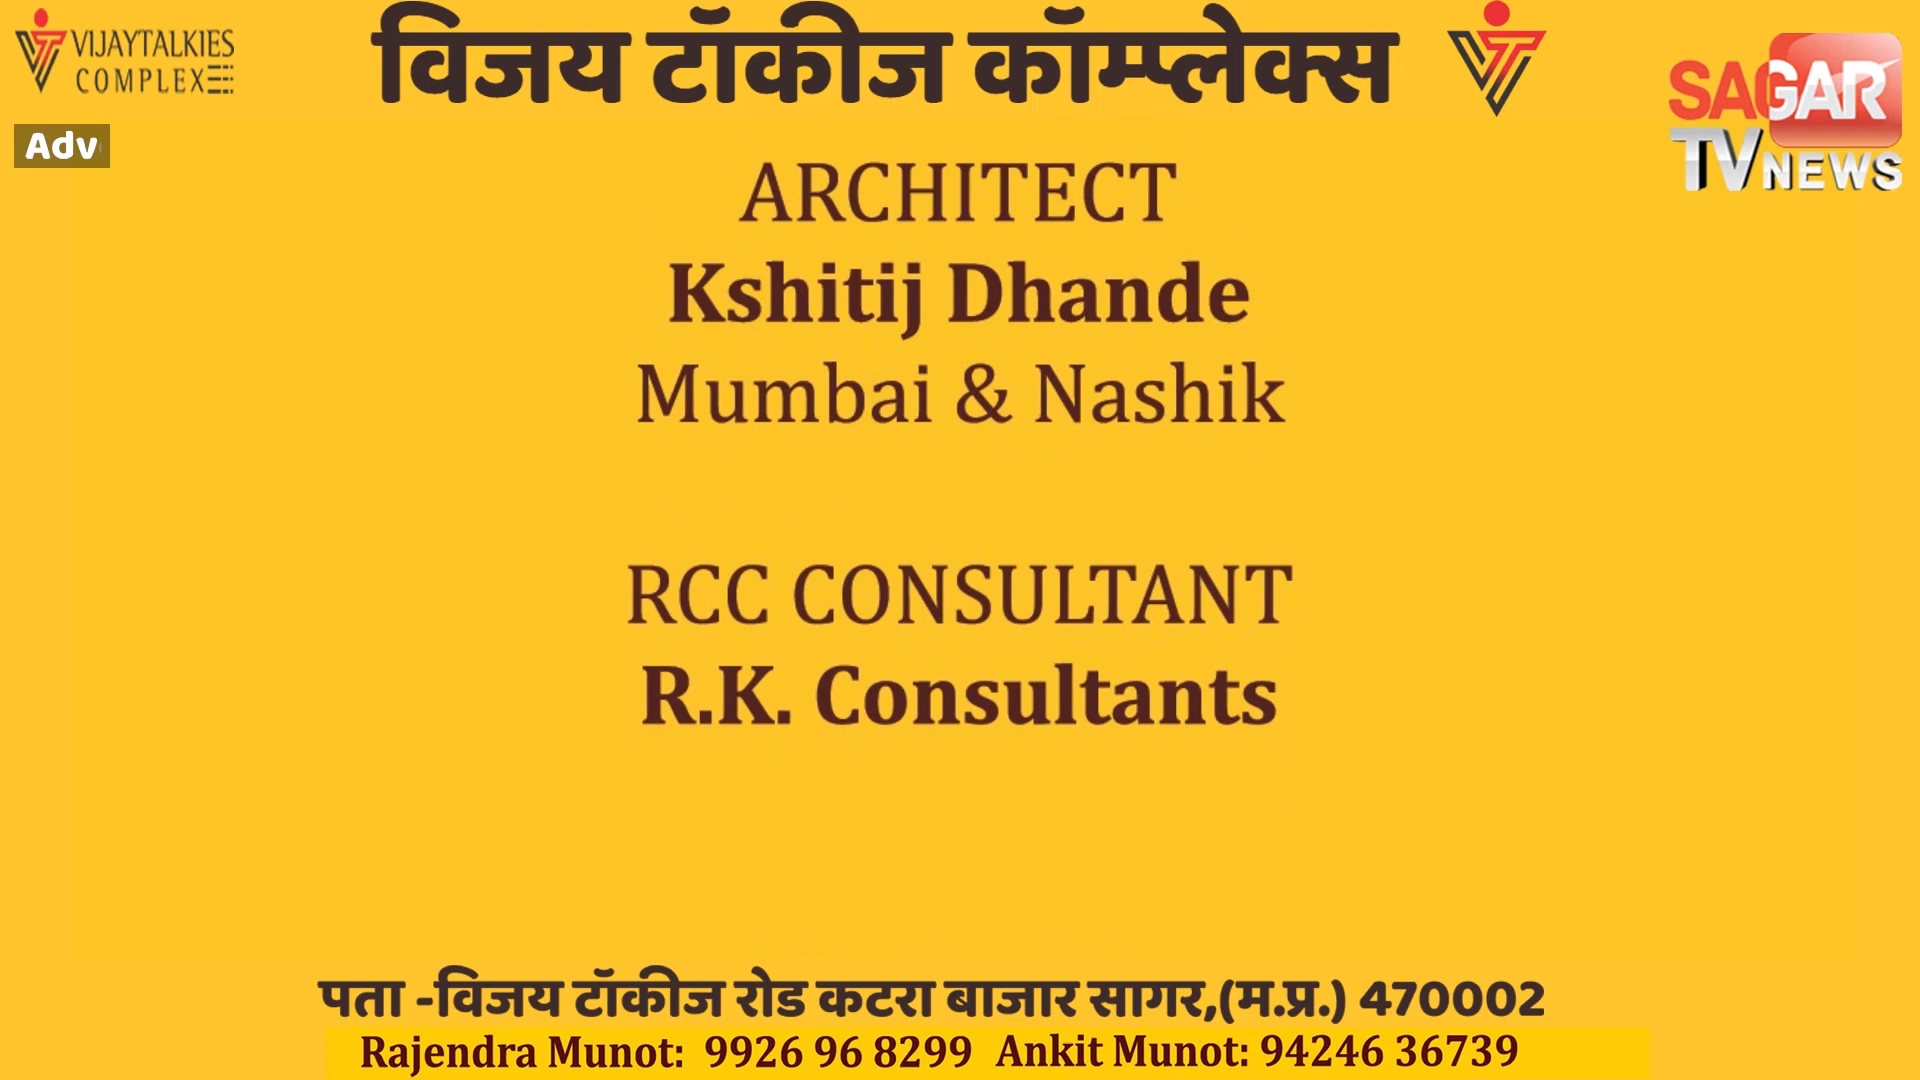 VIJAYTALKIES
COMPLEX
विजय टॉकीज कॉम्प्लेक्स
SAGAR
TV NEWS
Adv
ARCHITECT
Kshitij Dhande
Mumbai & Nashik
RCC CONSULTANT
R.K. Consultants
पता -विजय टॉकीज रोड कटरा बाजार सागर,(म.प्र.) 470002
Rajendra Munot: 9926 96 8299 Ankit Munot: 94246 36739